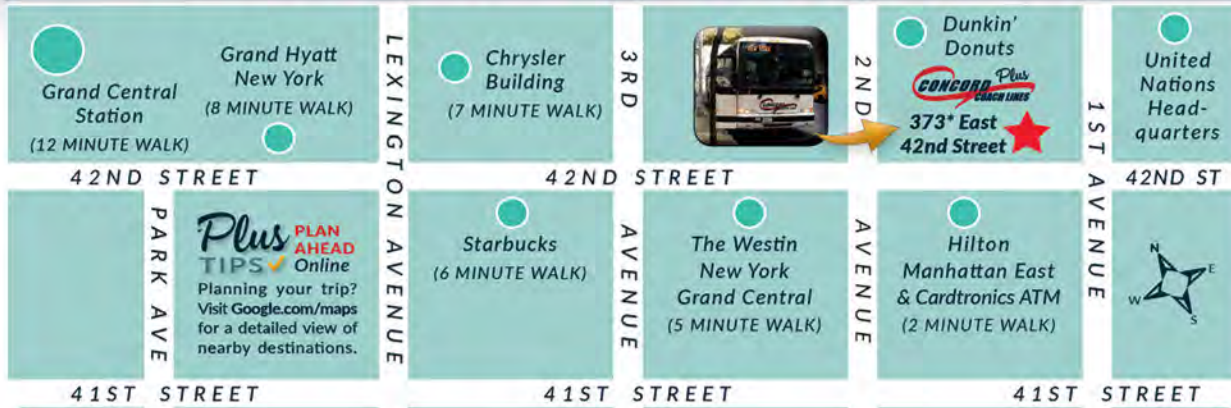 Grand Central
Station
(12 MINUTE WALK)
Grand Hyatt
New York
(8 MINUTE WALK)
LEXINGTON AVENUE
Chrysler
Building
(7 MINUTE WALK)
3RD
AVENUE
2ND
AVENUE
Dunkin'
Donuts
CONCORD Plus
COACH LINES
373* East
42nd Street
1ST AVENUE
United
Nations
Head-
quarters
42ND STREET
42ND STREET
42ND ST
PARK AVE
Plus PLAN
AHEAD
TIPS Online
Planning your trip?
Visit Google.com/maps
for a detailed view of
nearby destinations.
Starbucks
(6 MINUTE WALK)
The Westin
New York
Grand Central
(5 MINUTE WALK)
Hilton
Manhattan East
& Cardtronics ATM
(2 MINUTE WALK)
N
E
W
S
41ST STREET
41ST STREET
41ST STREET